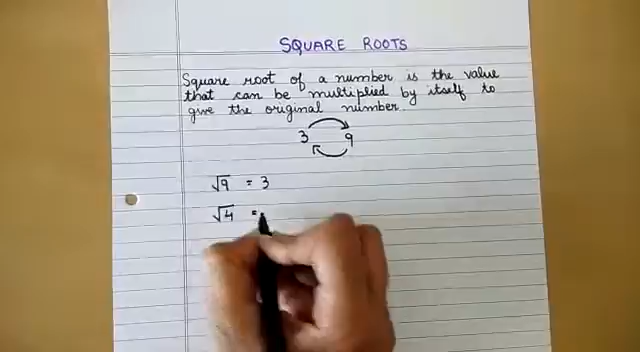 SQUARE ROOTS
Square root of a number is the value
that can be multiplied by itself to
give the original number.
3 9
√9 = 3
√4 =